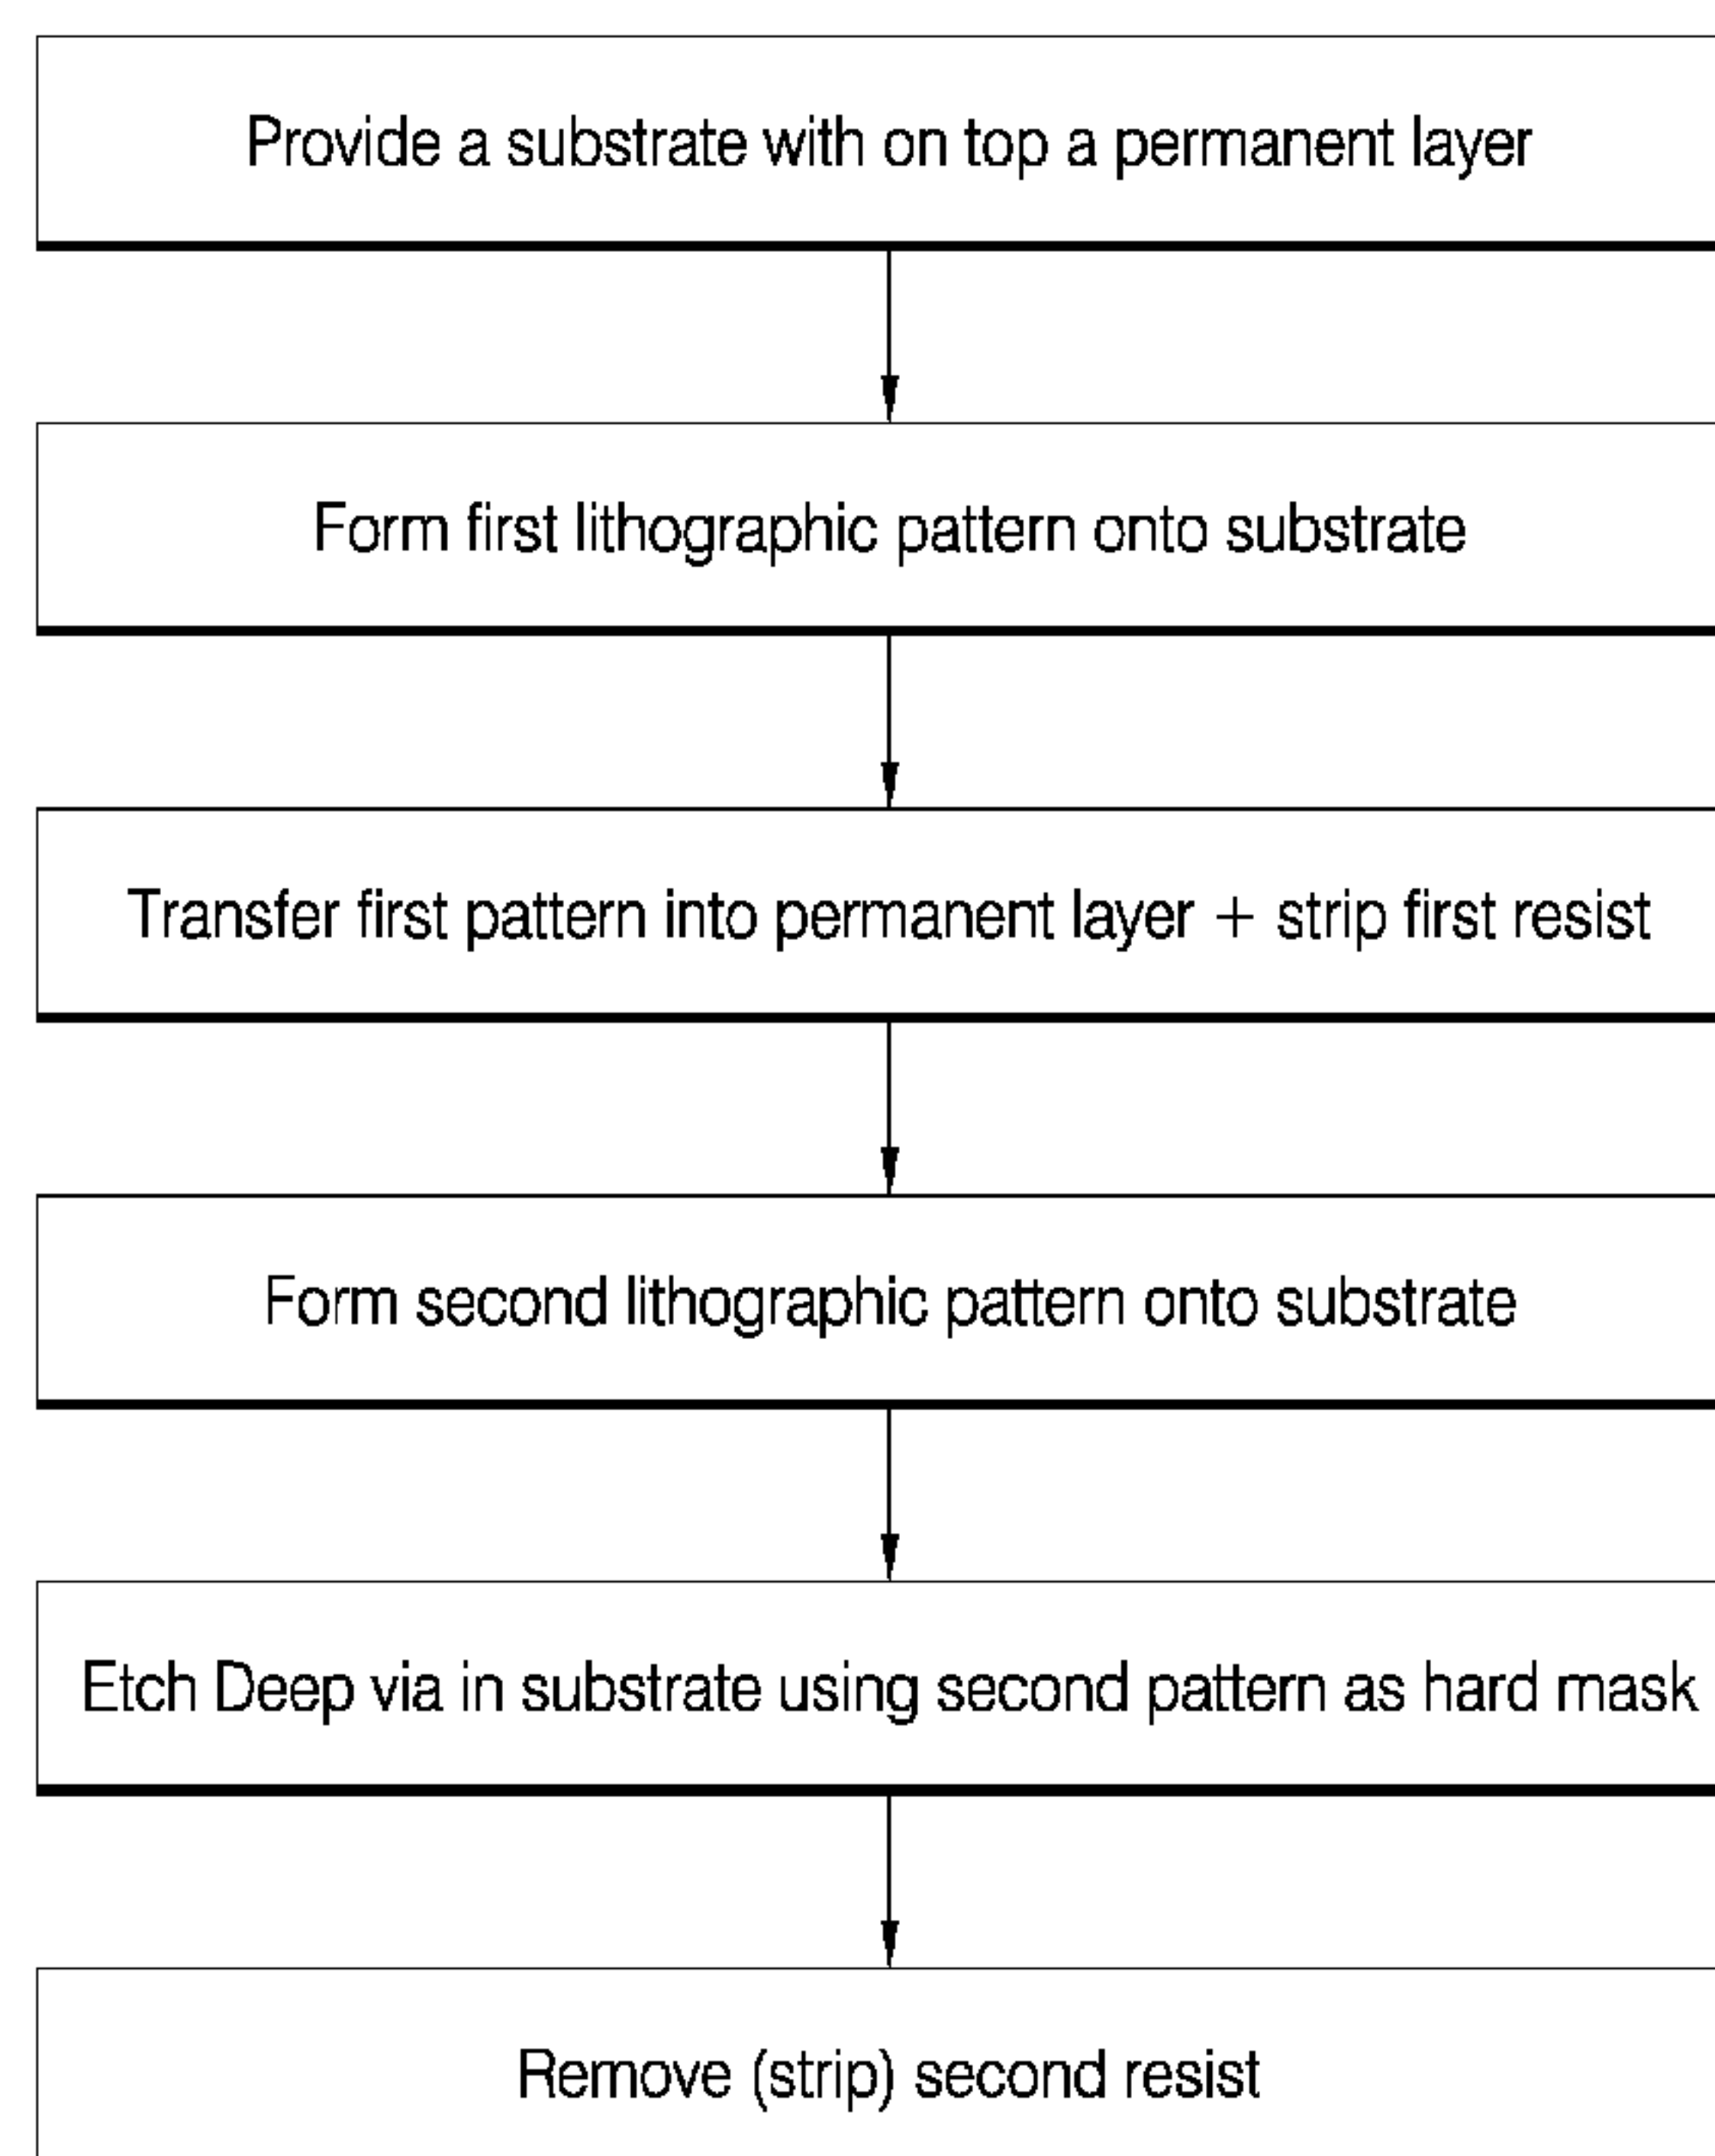 Provide a substrate with on top a permanent layer
Form first lithographic pattern onto substrate
Transfer first pattern into permanent layer + strip first resist
Form second lithographic pattern onto substrate
Etch Deep via in substrate using second pattern as hard mask
Remove (strip) second resist